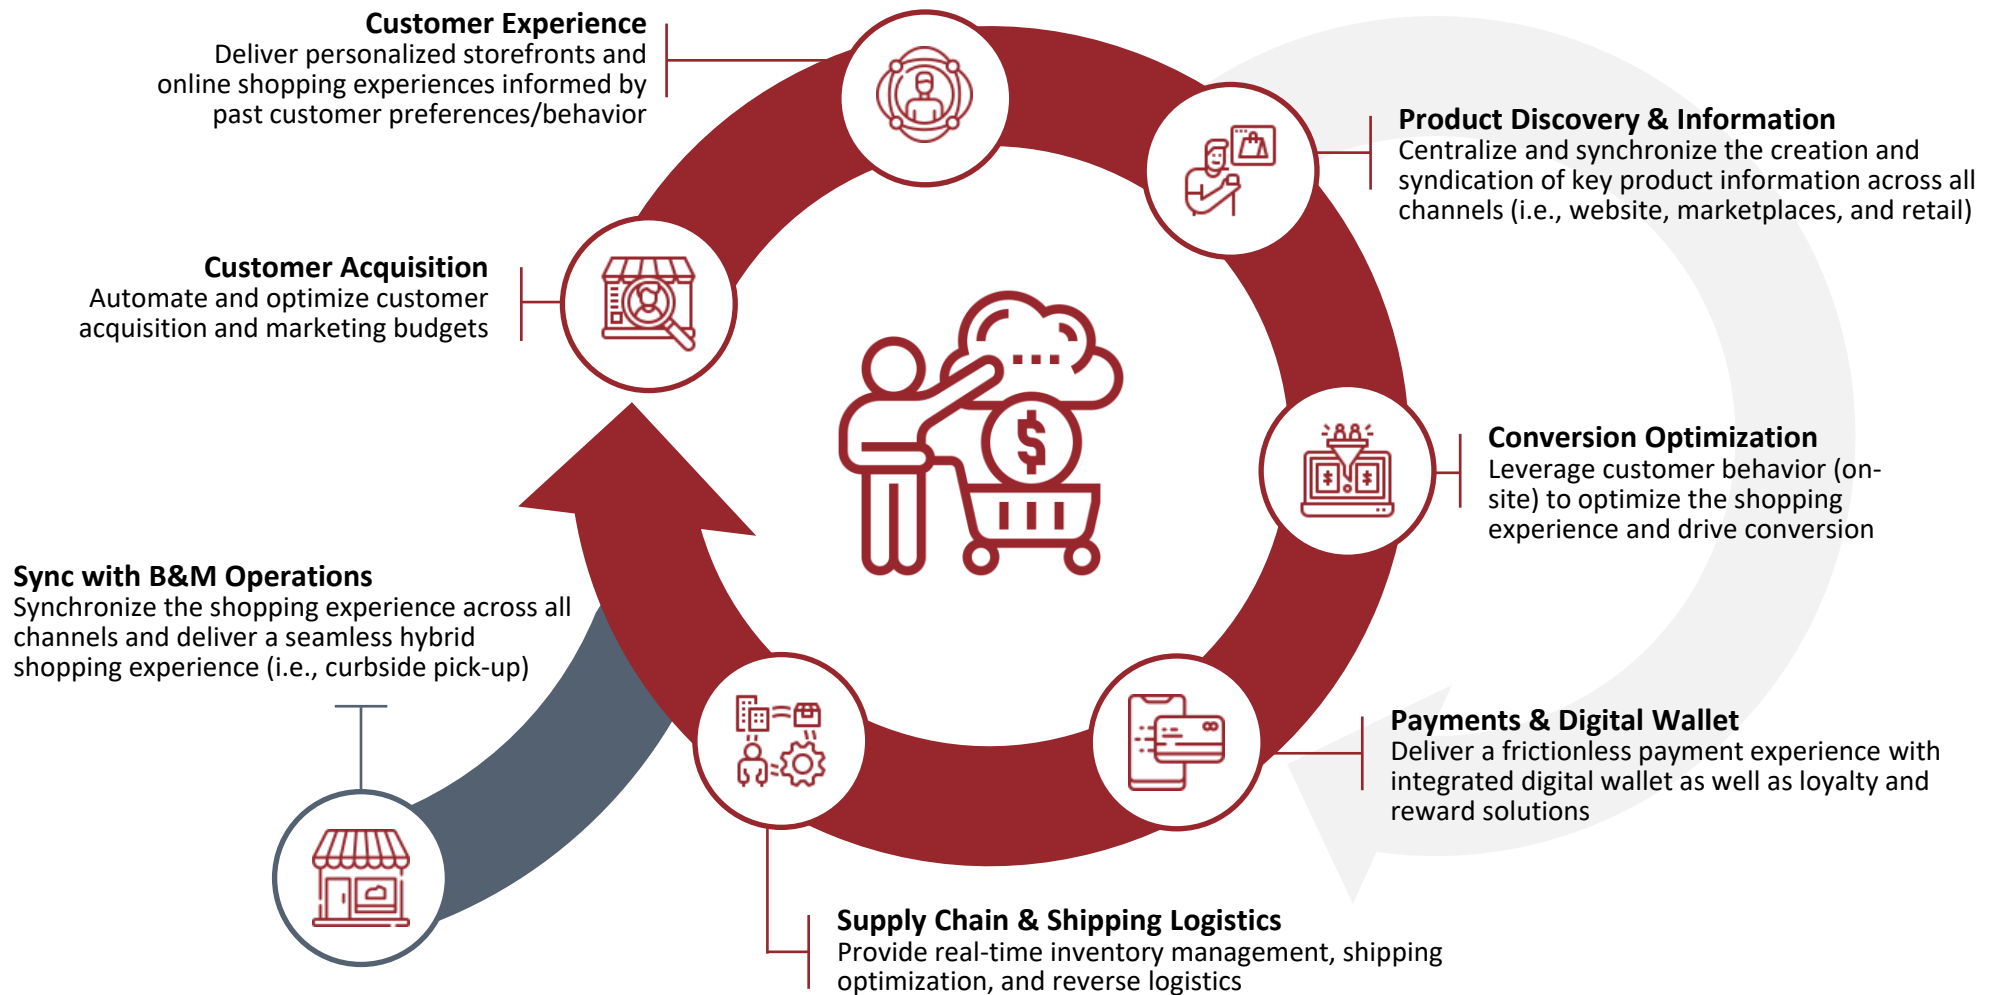 Customer Experience
Deliver personalized storefronts and
online shopping experiences informed by
past customer preferences/behavior
Product Discovery & Information
Centralize and synchronize the creation and
syndication of key product information across all
channels (i.e., website, marketplaces, and retail)
Customer Acquisition
Automate and optimize customer
acquisition and marketing budgets
Conversion Optimization
Leverage customer behavior (on-
site) to optimize the shopping
experience and drive conversion
Sync with B&M Operations
Synchronize the shopping experience across all
channels and deliver a seamless hybrid
shopping experience (i.e., curbside pick-up)
Payments & Digital Wallet
Deliver a frictionless payment experience with
integrated digital wallet as well as loyalty and
reward solutions
Supply Chain & Shipping Logistics
Provide real-time inventory management, shipping
optimization, and reverse logistics